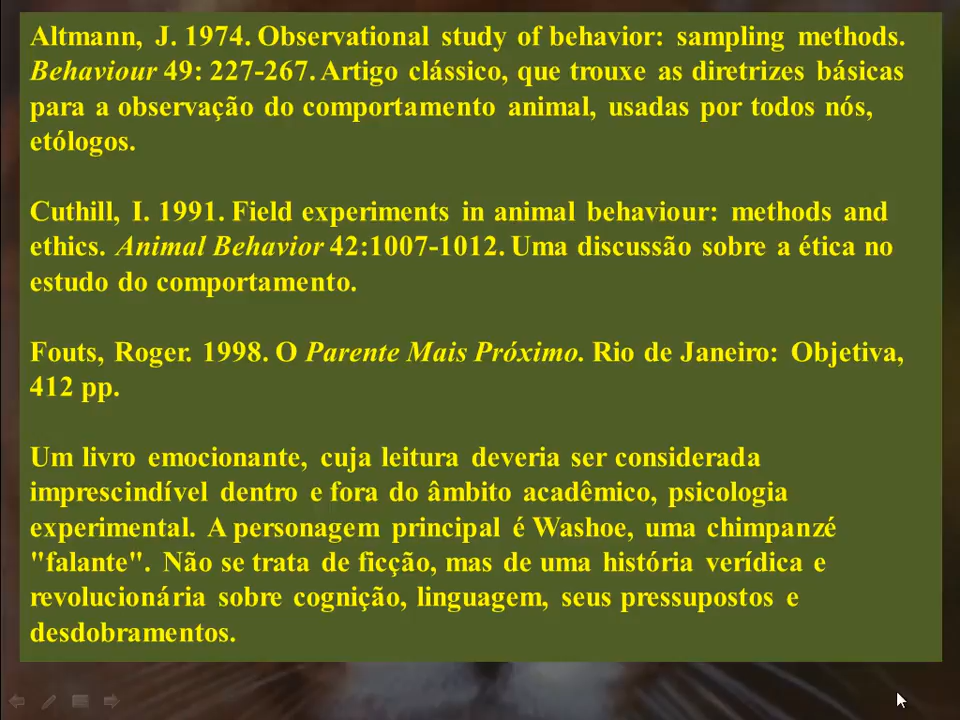 Altmann, J. 1974. Observational study of behavior: sampling methods.
Behaviour 49: 227-267. Artigo clássico, que trouxe as diretrizes básicas
para a observação do comportamento animal, usadas por todos nós,
etólogos.
Cuthill, I. 1991. Field experiments in animal behaviour: methods and
ethics. Animal Behavior 42:1007-1012. Uma discussão sobre a ética no
estudo do comportamento.
Fouts, Roger. 1998. O Parente Mais Próximo. Rio de Janeiro: Objetiva,
412 pp.
Um livro emocionante, cuja leitura deveria ser considerada
imprescindível dentro e fora do âmbito acadêmico, psicologia
experimental. A personagem principal é Washoe, uma chimpanzé
"falante". Não se trata de ficção, mas de uma história verídica e
revolucionária sobre cognição, linguagem, seus pressupostos e
desdobramentos.